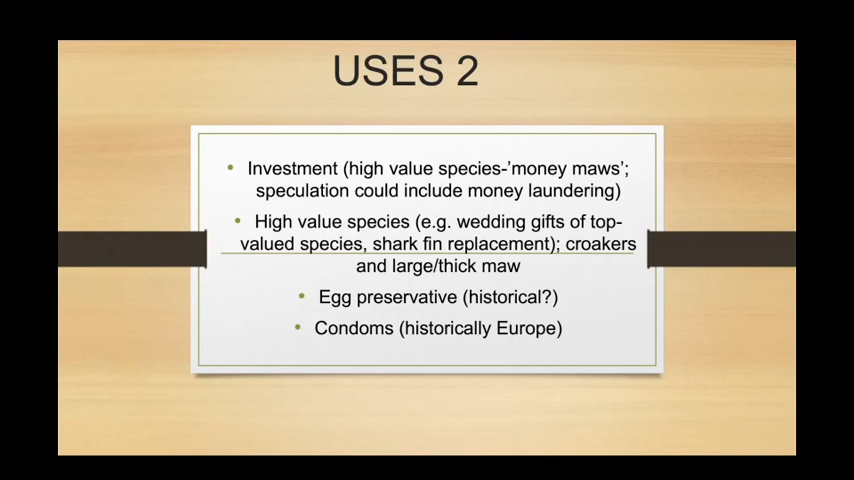 USES 2
• Investment (high value species-'money maws';
speculation could include money laundering)
• High value species (e.g. wedding gifts of top-
valued species, shark fin replacement); croakers
and large/thick maw
• Egg preservative (historical?)
• Condoms (historically Europe)